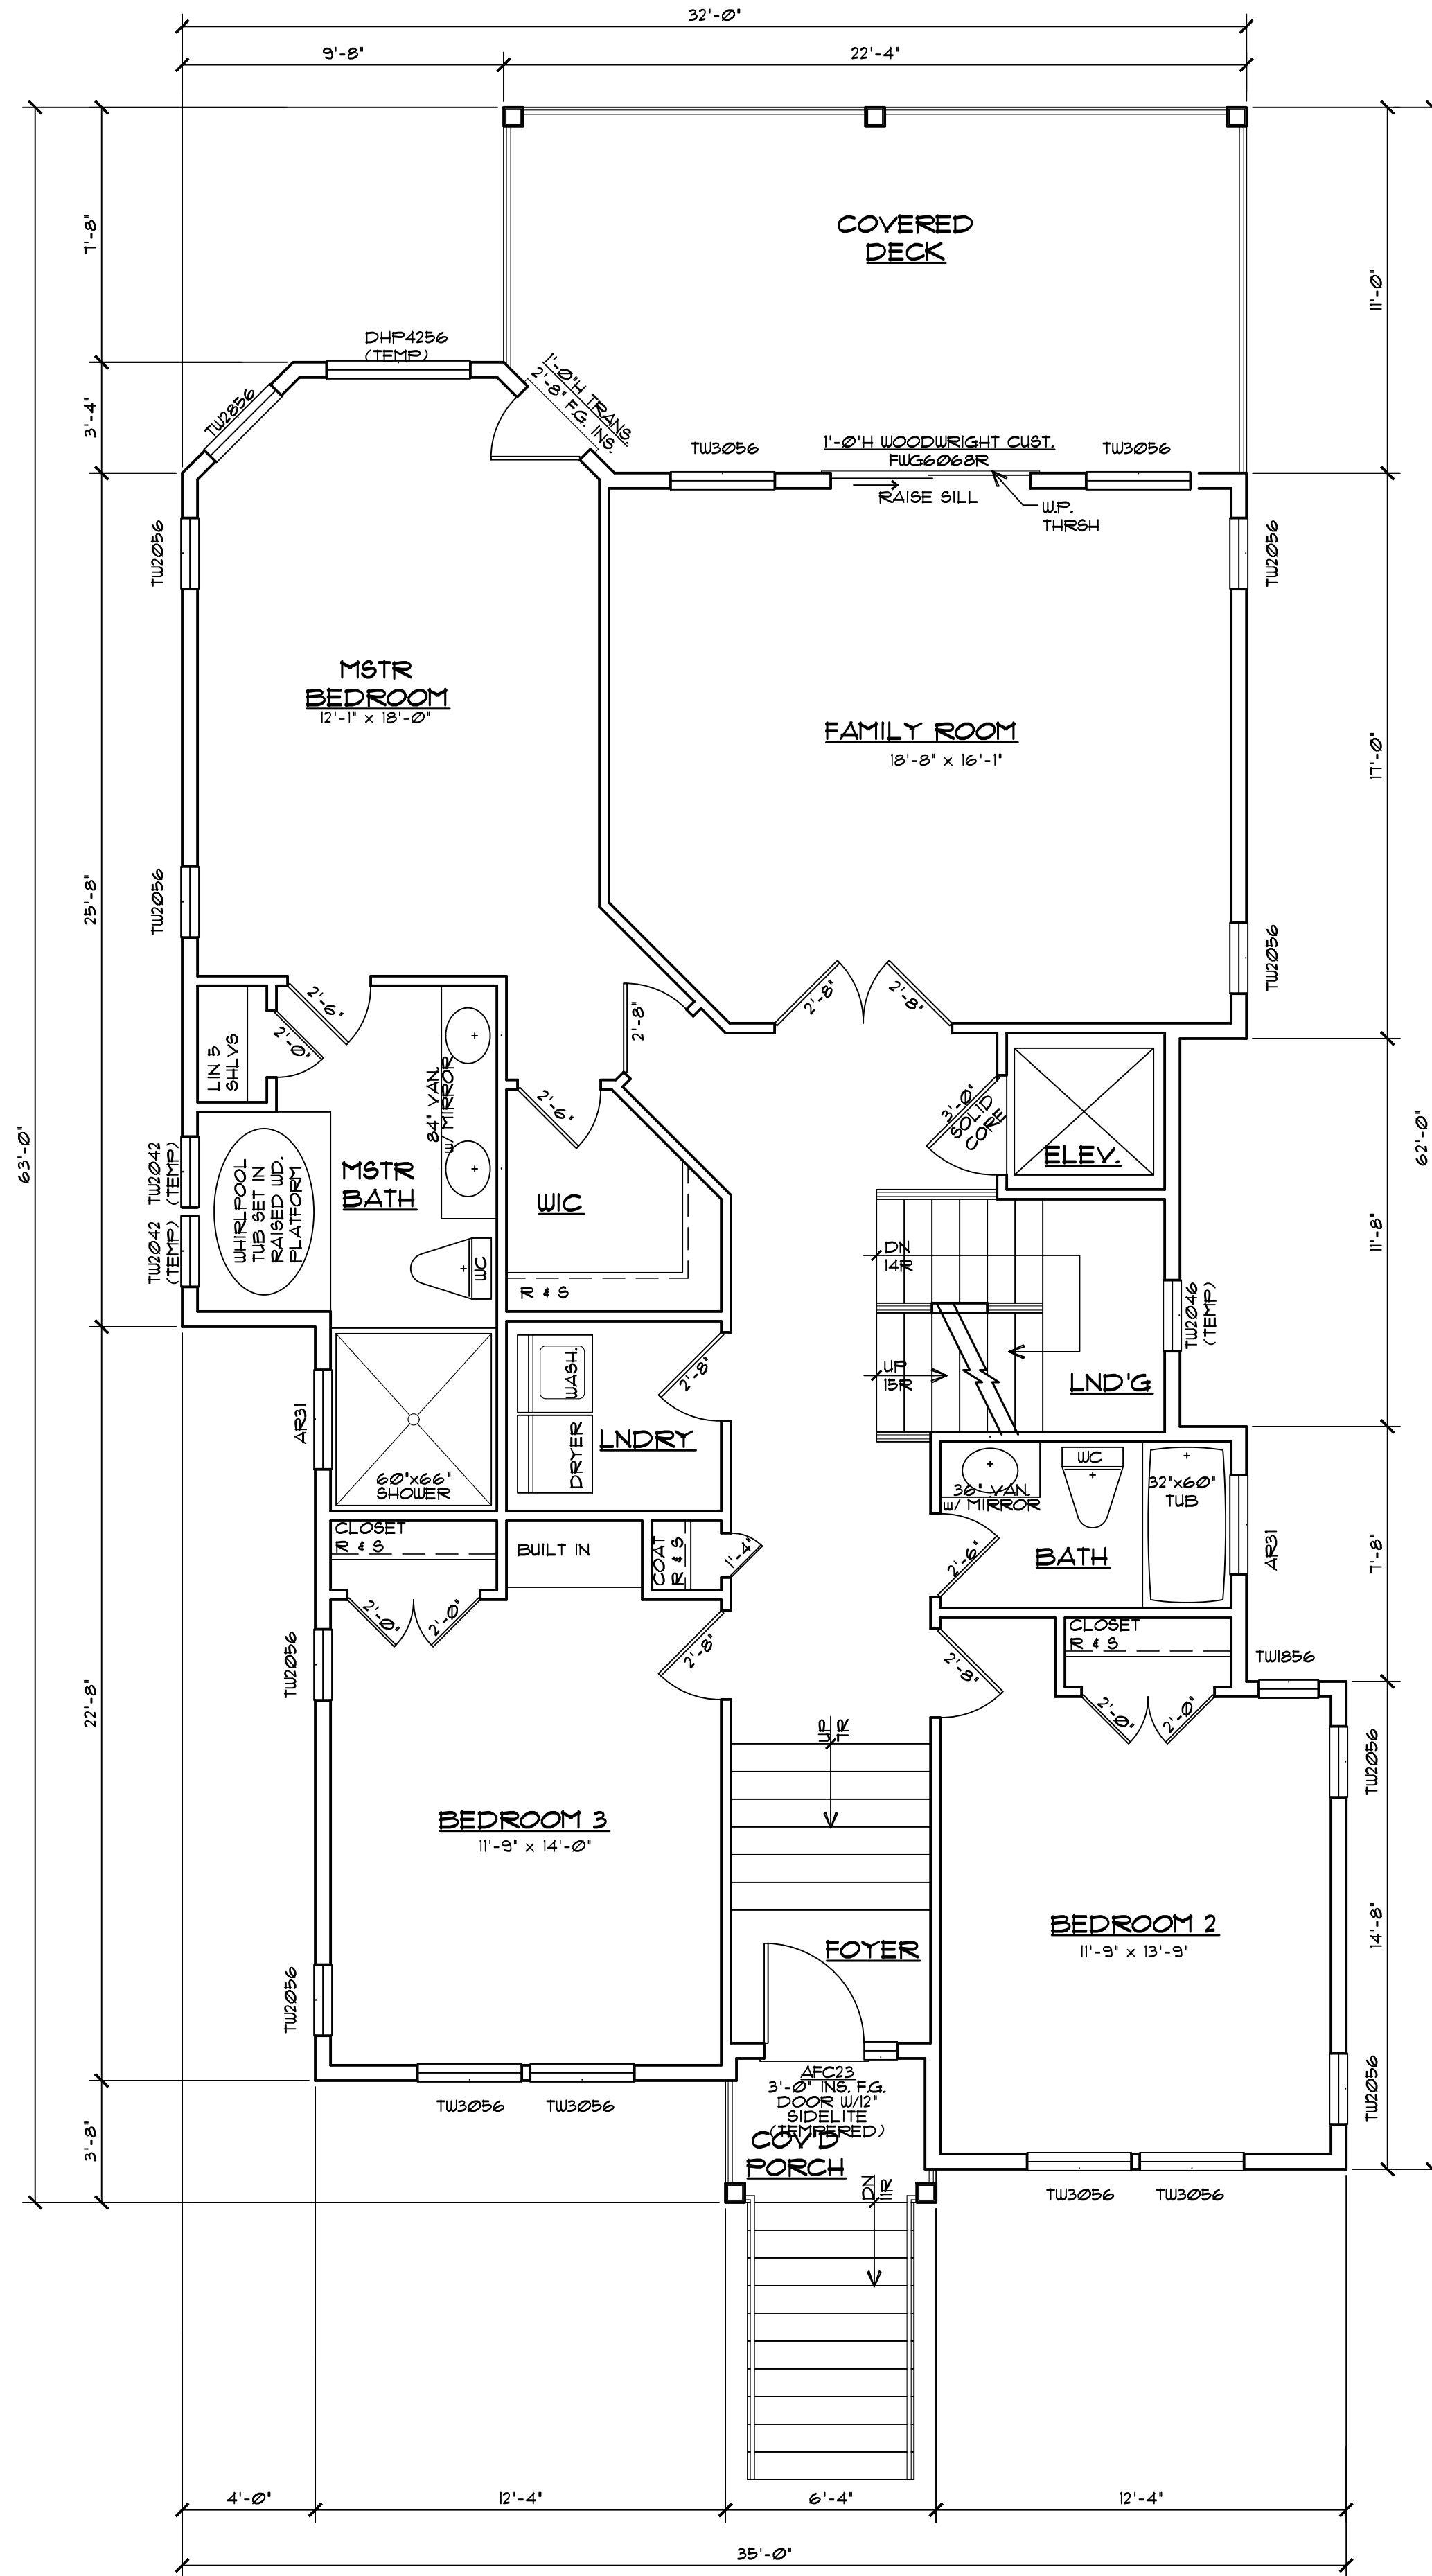 32'-0"
9'-8"
22'-4"
COVERED
DECK
7'-8"
11'-0"
DHP4256
(TEMP)
1'-0"H TRANS.
2'-8" F.G. INS.
TW2856
3'-4"
TW3056
1'-0"H WOODWRIGHT CUST.
FWG6068R
TW3056
RAISE SILL
W.P.
THRSH
TW2056
TW2056
MSTR
BEDROOM
12'-1" x 18'-0"
FAMILY ROOM
18'-8" x 16'-1"
17'-0"
25'-8"
TW2056
TW2056
2'-6"
2'-0"
2'-8"
2'-8"
2'-8"
LIN 5
SHLVS
84" VAN.
w/ MIRROR
2'-6"
3'-0"
SOLID
CORE
ELEV.
63'-0"
62'-0"
TW2042
(TEMP)
TW2042
(TEMP)
WHIRLPOOL
TUB SET IN
RAISED WD.
PLATFORM
MSTR
BATH
WIC
WC
R & S
DN
14R
11'-8"
TW2046
(TEMP)
UP
15R
LND'G
WASH.
DRYER
LNDRY
2'-8"
AR31
60"x66"
SHOWER
WC
36" VAN.
w/ MIRROR
32"x60"
TUB
BATH
2'-6"
AR31
7'-8"
CLOSET
R & S
BUILT IN
COAT
R & S
1'-4"
2'-0"
2'-0"
2'-8"
2'-8"
CLOSET
R & S
TW1856
2'-0"
2'-0"
TW2056
22'-8"
UP
7R
TW2056
BEDROOM 3
11'-9" x 14'-0"
BEDROOM 2
11'-9" x 13'-9"
14'-8"
FOYER
TW2056
TW2056
AFC23
3'-0" INS. F.G.
DOOR W/12"
SIDELITE
(TEMPERED)
TW3056
TW3056
COV'D
PORCH
3'-8"
DN
11R
TW3056
TW3056
4'-0"
12'-4"
6'-4"
12'-4"
35'-0"